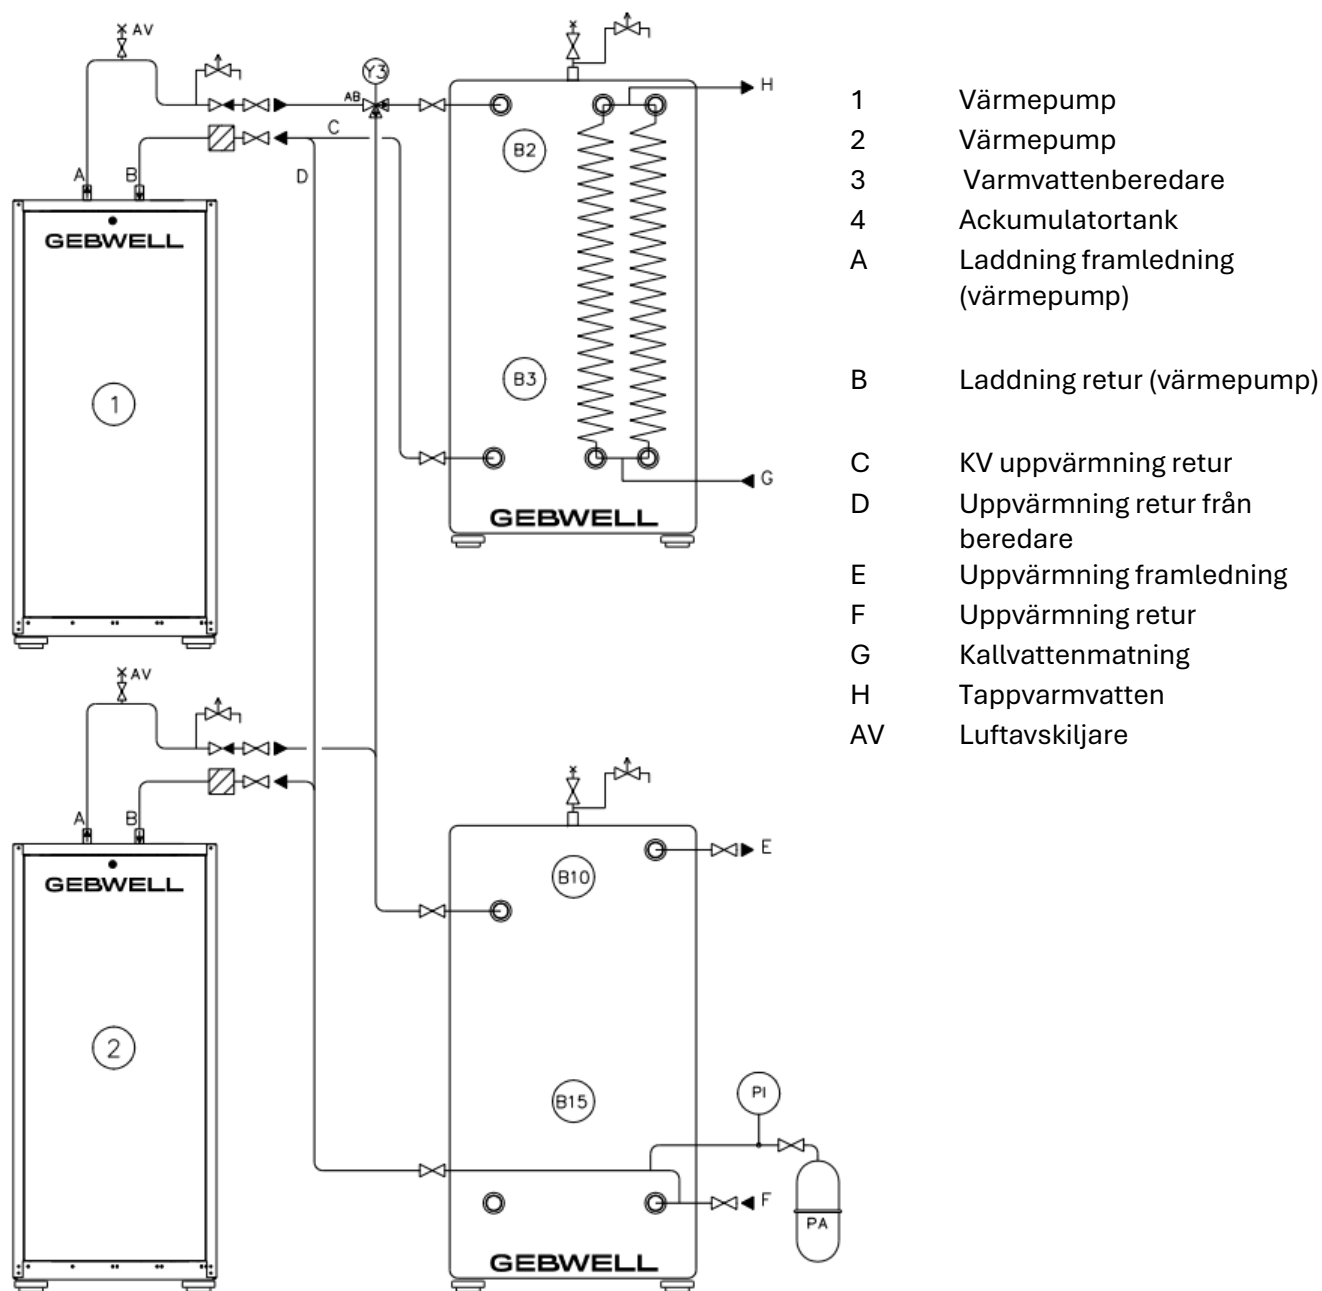 AV
Y3
AB
H
C
B2
D
A
B
GEBWELL
B3
1
G
GEBWELL
AV
A
B
E
B10
GEBWELL
2
B15
PI
F
PA
GEBWELL
1 Värmepump
2 Värmepump
3 Varmvattenberedare
4 Ackumulatortank
A Laddning framledning
(värmepump)
B Laddning retur (värmepump)
C KV uppvärmning retur
D Uppvärmning retur från
beredare
E Uppvärmning framledning
F Uppvärmning retur
G Kallvattenmatning
H Tappvarmvatten
AV Luftavskiljare